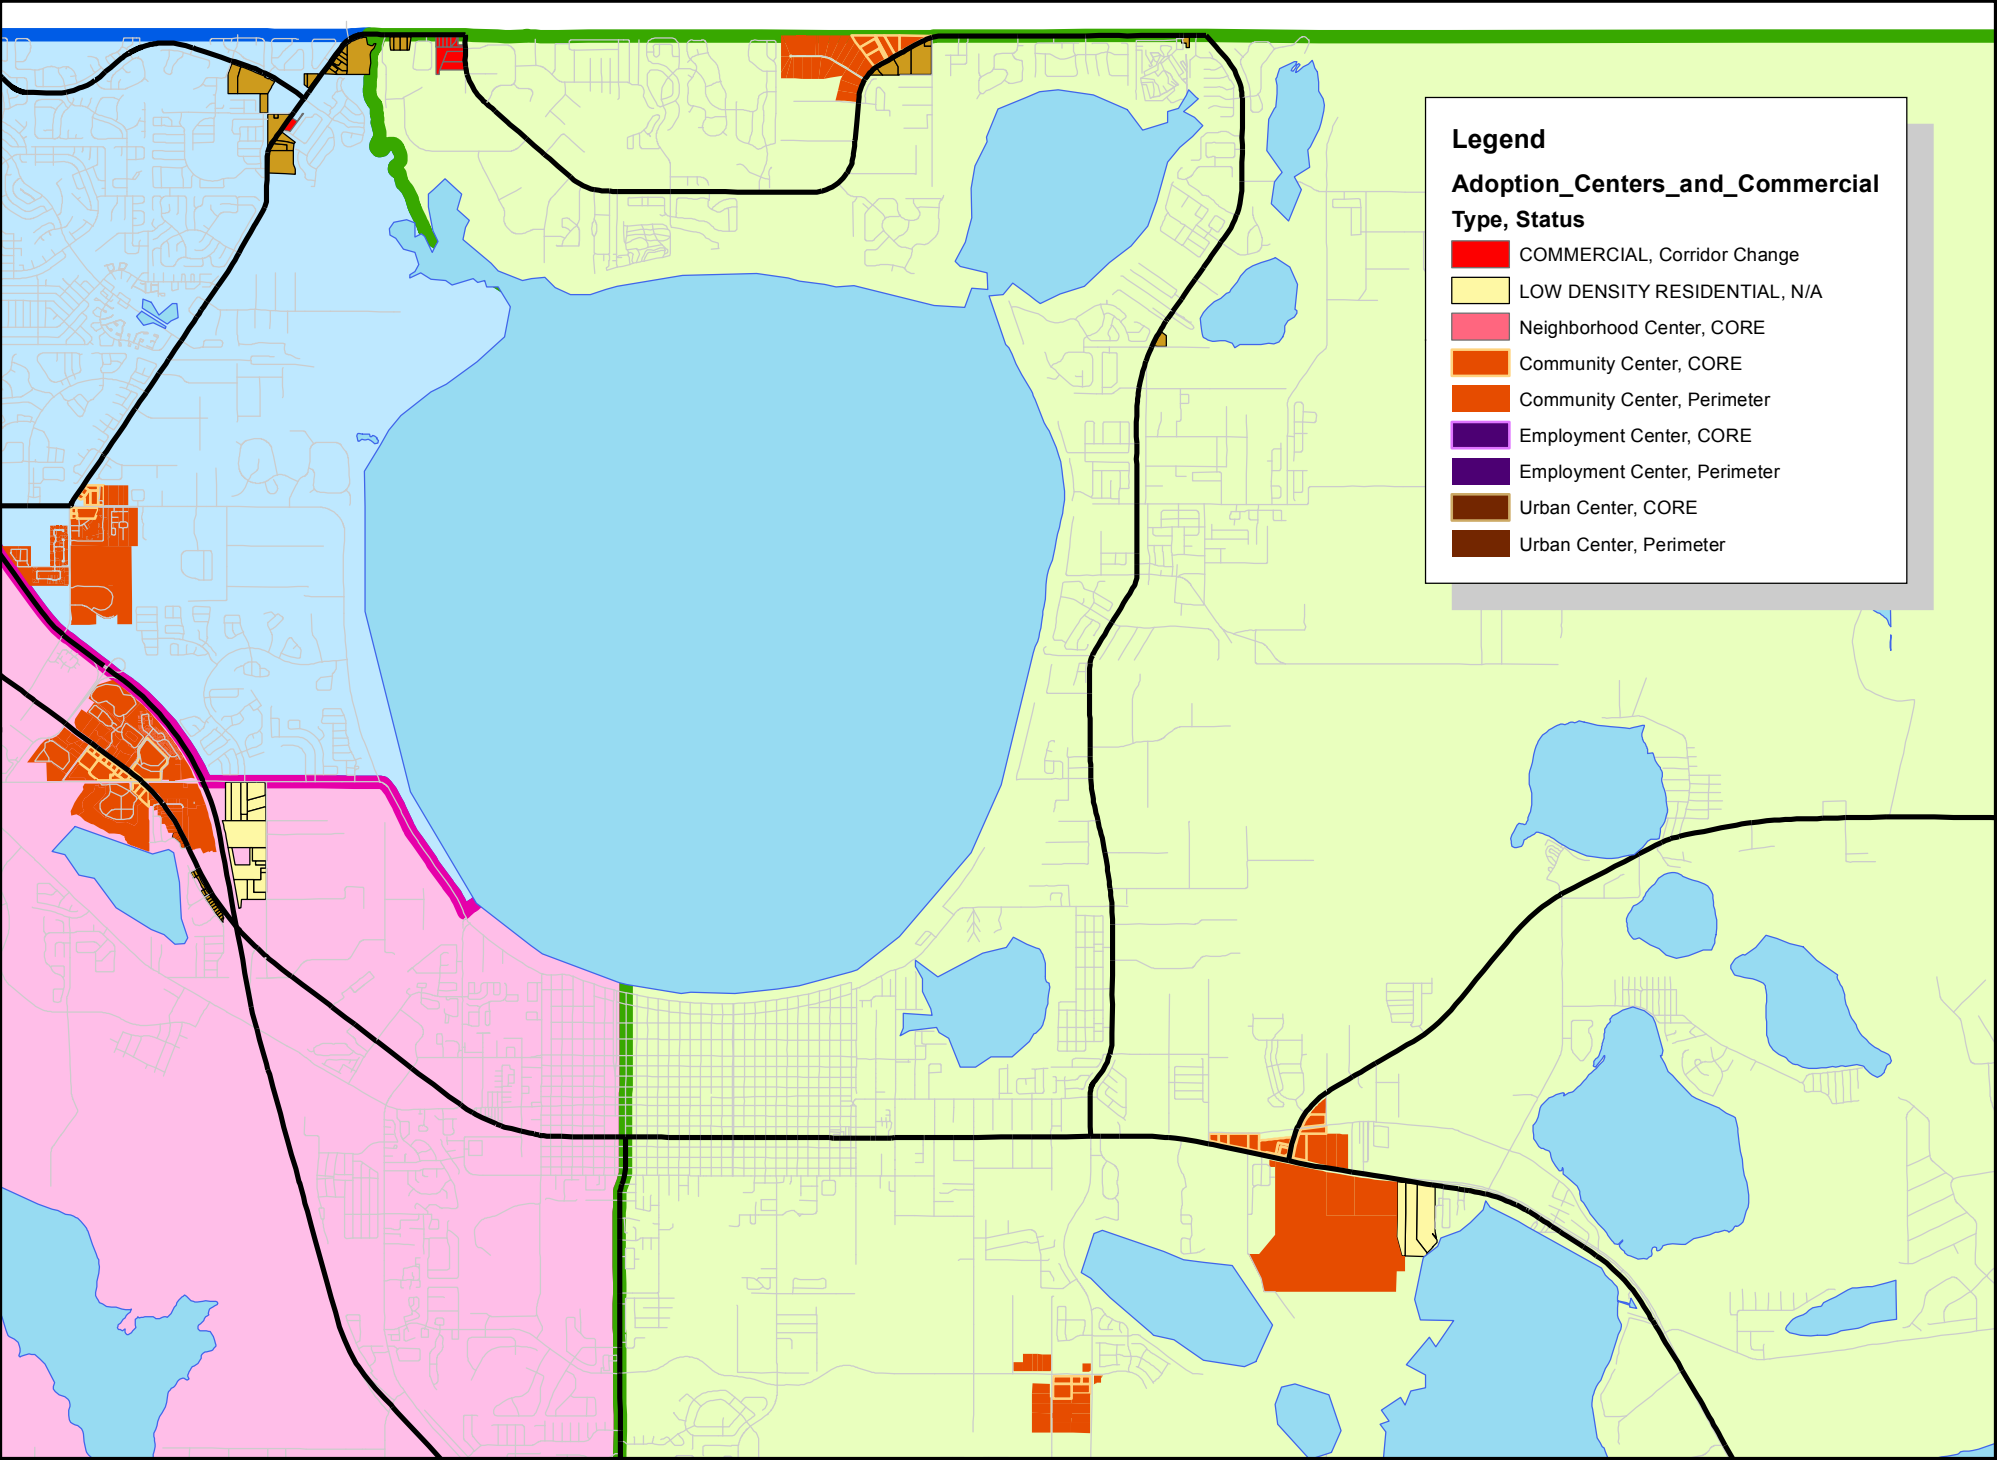 Legend
Adoption_Centers_and_Commercial
Type, Status
COMMERCIAL, Corridor Change
LOW DENSITY RESIDENTIAL, N/A
Neighborhood Center, CORE
Community Center, CORE
Community Center, Perimeter
Employment Center, CORE
Employment Center, Perimeter
Urban Center, CORE
Urban Center, Perimeter